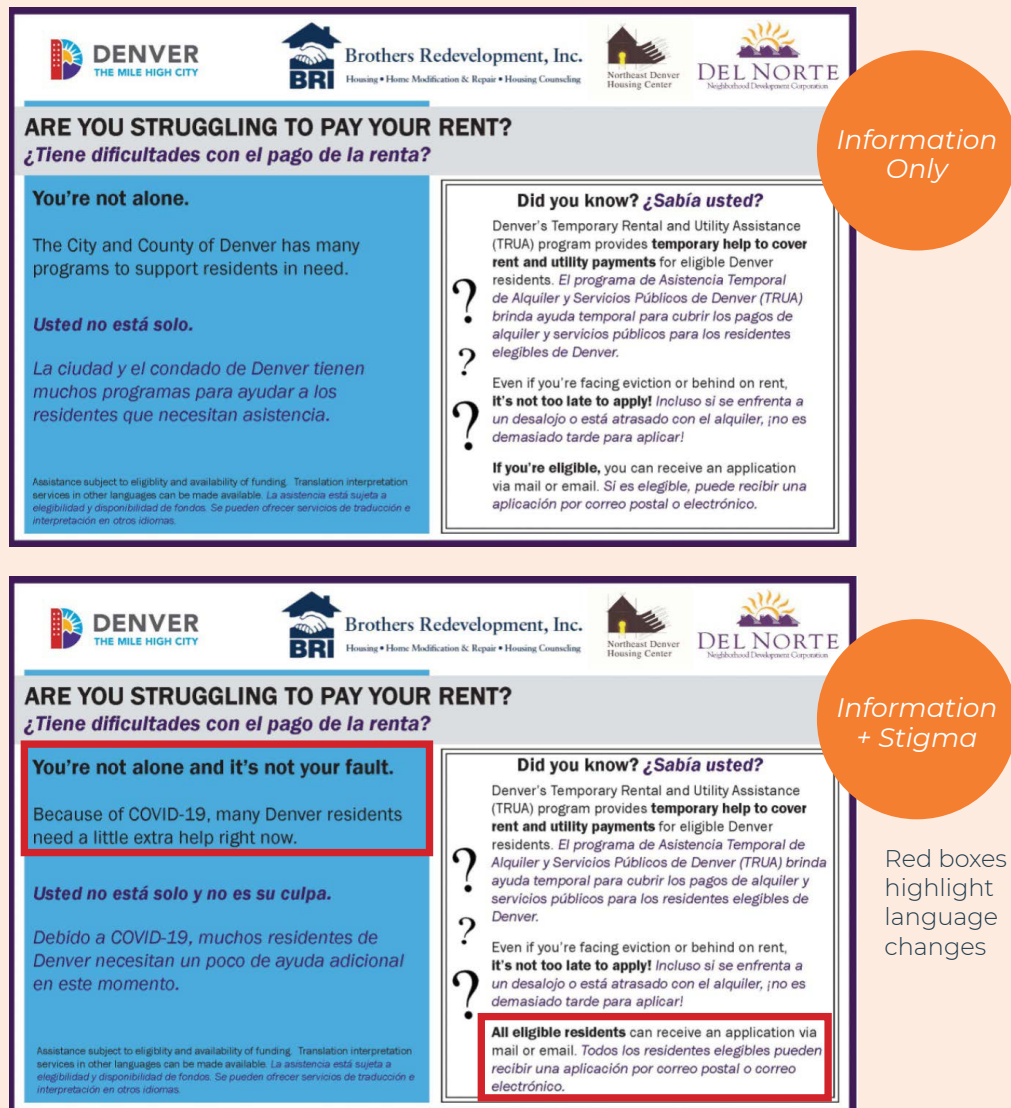 DENVER
THE MILE HIGH CITY
BRI
Brothers Redevelopment, Inc.
Housing • Home Modification & Repair • Housing Counseling
Northeast Denver
Housing Center
DEL NORTE
Neighborhood Development Corporation
ARE YOU STRUGGLING TO PAY YOUR RENT?
¿Tiene dificultades con el pago de la renta?
Information
Only
You're not alone.
The City and County of Denver has many
programs to support residents in need.
Usted no está solo.
La ciudad y el condado de Denver tienen
muchos programas para ayudar a los
residentes que necesitan asistencia.
Assistance subject to eligiblity and availability of funding. Translation interpretation
services in other languages can be made available. La asistencia está sujeta a
elegibilidad y disponibilidad de fondos. Se pueden ofrecer servicios de traducción e
interpretación en otros idiomas.
Did you know? ¿Sabía usted?
Denver's Temporary Rental and Utility Assistance
(TRUA) program provides temporary help to cover
rent and utility payments for eligible Denver
residents. El programa de Asistencia Temporal
de Alquiler y Servicios Públicos de Denver (TRUA)
brinda ayuda temporal para cubrir los pagos de
alquiler y servicios públicos para los residentes
elegibles de Denver.
Even if you're facing eviction or behind on rent,
it's not too late to apply! Incluso si se enfrenta a
un desalojo o está atrasado con el alquiler, ¡no es
demasiado tarde para aplicar!
If you're eligible, you can receive an application
via mail or email. Si es elegible, puede recibir una
aplicación por correo postal o electrónico.
?
?
?
DENVER
THE MILE HIGH CITY
BRI
Brothers Redevelopment, Inc.
Housing • Home Modification & Repair • Housing Counseling
Northeast Denver
Housing Center
DEL NORTE
Neighborhood Development Corporation
ARE YOU STRUGGLING TO PAY YOUR RENT?
¿Tiene dificultades con el pago de la renta?
Information
+ Stigma
You're not alone and it's not your fault.
Because of COVID-19, many Denver residents
need a little extra help right now.
Usted no está solo y no es su culpa.
Debido a COVID-19, muchos residentes de
Denver necesitan un poco de ayuda adicional
en este momento.
Assistance subject to eligiblity and availability of funding. Translation interpretation
services in other languages can be made available. La asistencia está sujeta a
elegibilidad y disponibilidad de fondos. Se pueden ofrecer servicios de traducción e
interpretación en otros idiomas.
Did you know? ¿Sabía usted?
Denver's Temporary Rental and Utility Assistance
(TRUA) program provides temporary help to cover
rent and utility payments for eligible Denver
residents. El programa de Asistencia Temporal de
Alquiler y Servicios Públicos de Denver (TRUA) brinda
ayuda temporal para cubrir los pagos de alquiler y
servicios públicos para los residentes elegibles de
Denver.
Even if you're facing eviction or behind on rent,
it's not too late to apply! Incluso si se enfrenta a
un desalojo o está atrasado con el alquiler, ¡no es
demasiado tarde para aplicar!
All eligible residents can receive an application via
mail or email. Todos los residentes elegibles pueden
recibir una aplicación por correo postal o correo
electrónico.
?
?
?
Red boxes
highlight
language
changes